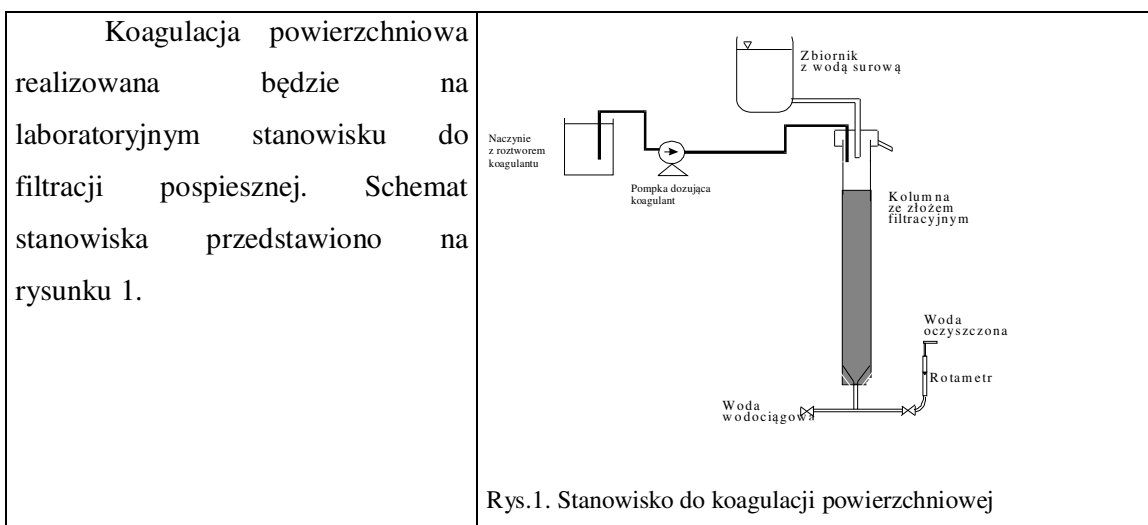 Koagulacja powierzchniowa
realizowana będzie na
laboratoryjnym stanowisku do
filtracji pospiesznej. Schemat
stanowiska przedstawiono na
rysunku 1.
Zbiornik
z wodą surową
Naczynie
z roztworem
koagulantu
Pompka dozująca
koagulant
Kolumna
ze złożem
filtracyjnym
Woda
oczyszczona
Rotametr
Woda
wodociągowa
Rys.1. Stanowisko do koagulacji powierzchniowej